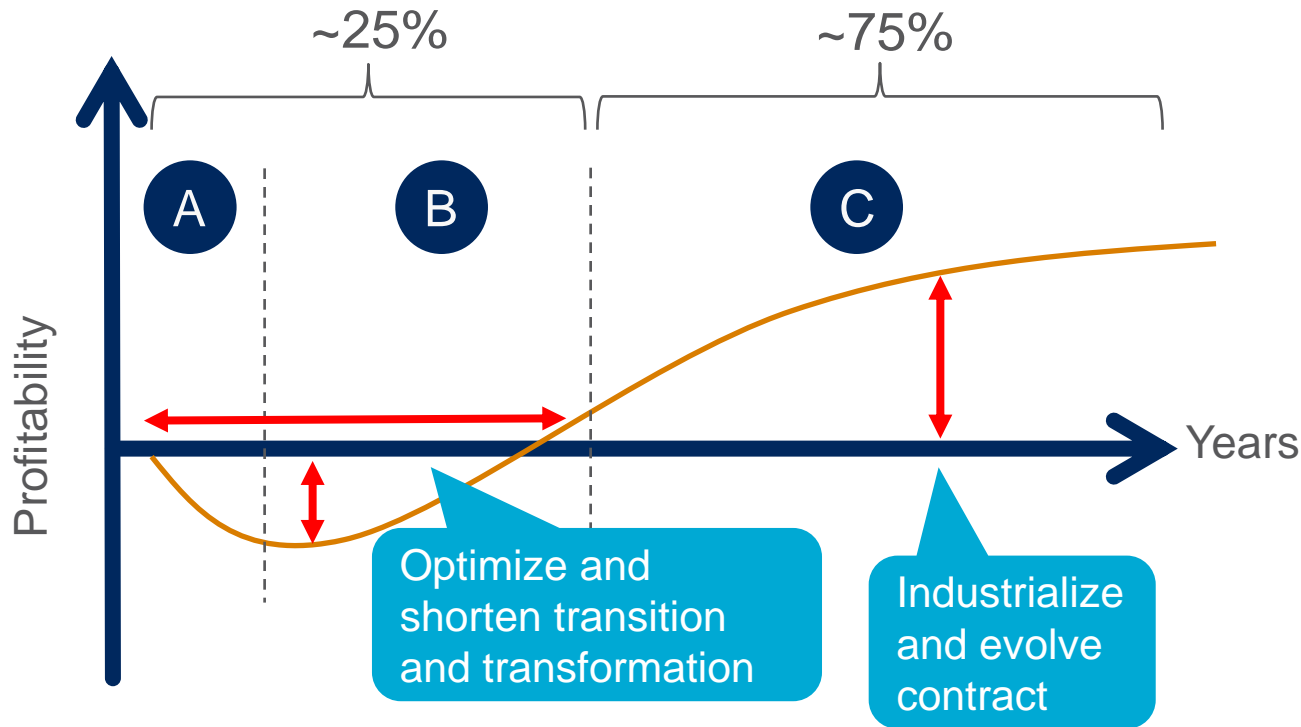 ~25%
~75%
A
B
C
Profitability
Years
Optimize and
shorten transition
and transformation
Industrialize
and evolve
contract